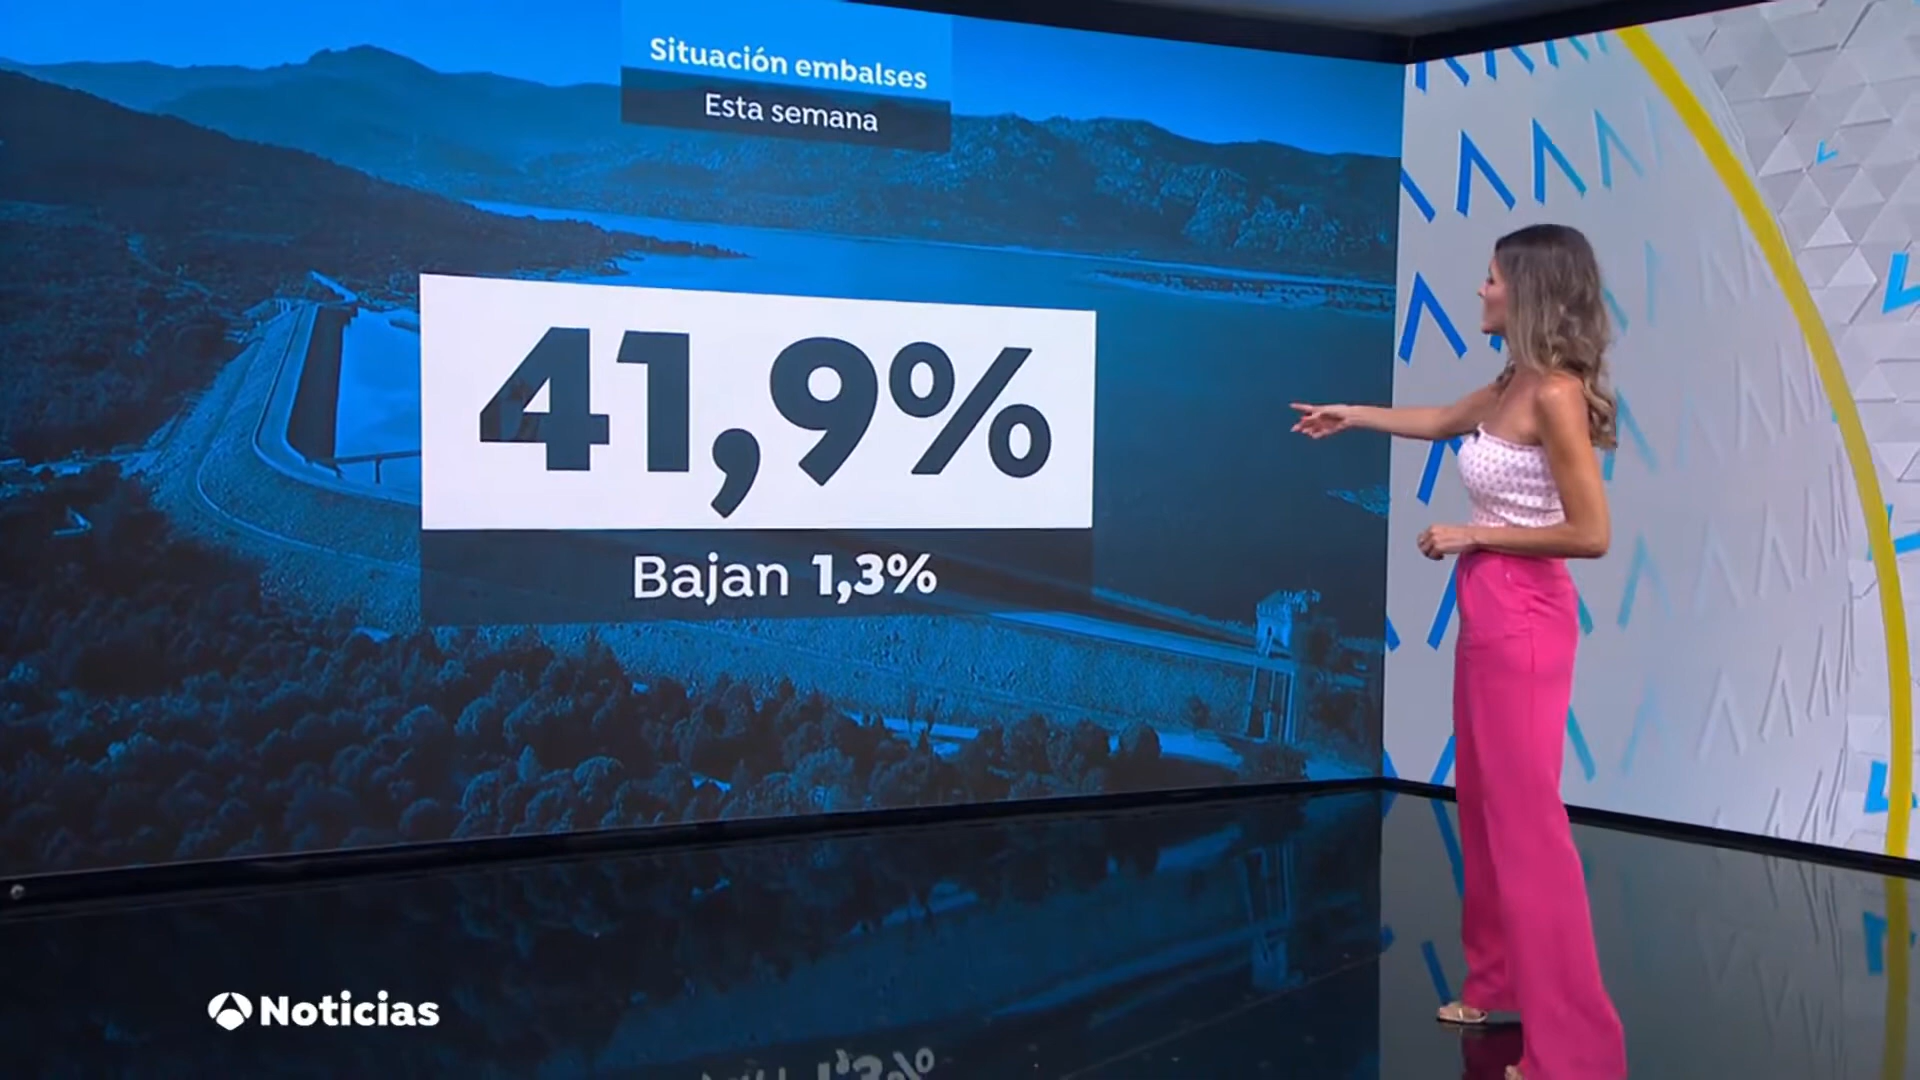 Situación embalses
Esta semana
41,9%
Bajan 1,3%
Noticias